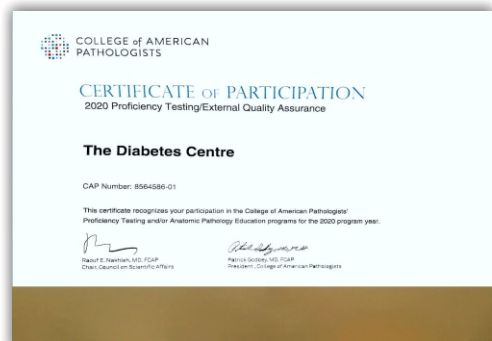 COLLEGE of AMERICAN
PATHOLOGISTS
CERTIFICATE OF PARTICIPATION
2020 Proficiency Testing/External Quality Assurance
The Diabetes Centre
CAP Number: 8564586-01
This certificate recognizes your participation in the College of American Pathologists'
Proficiency Testing and/or Anatomic Pathology Education programs for the 2020 program year.
Raouf E. Nakhleh, MD, FCAP
Chair, Council on Scientific Affairs
Patrick Godbey, MD, FCAP
President, College of American Pathologists